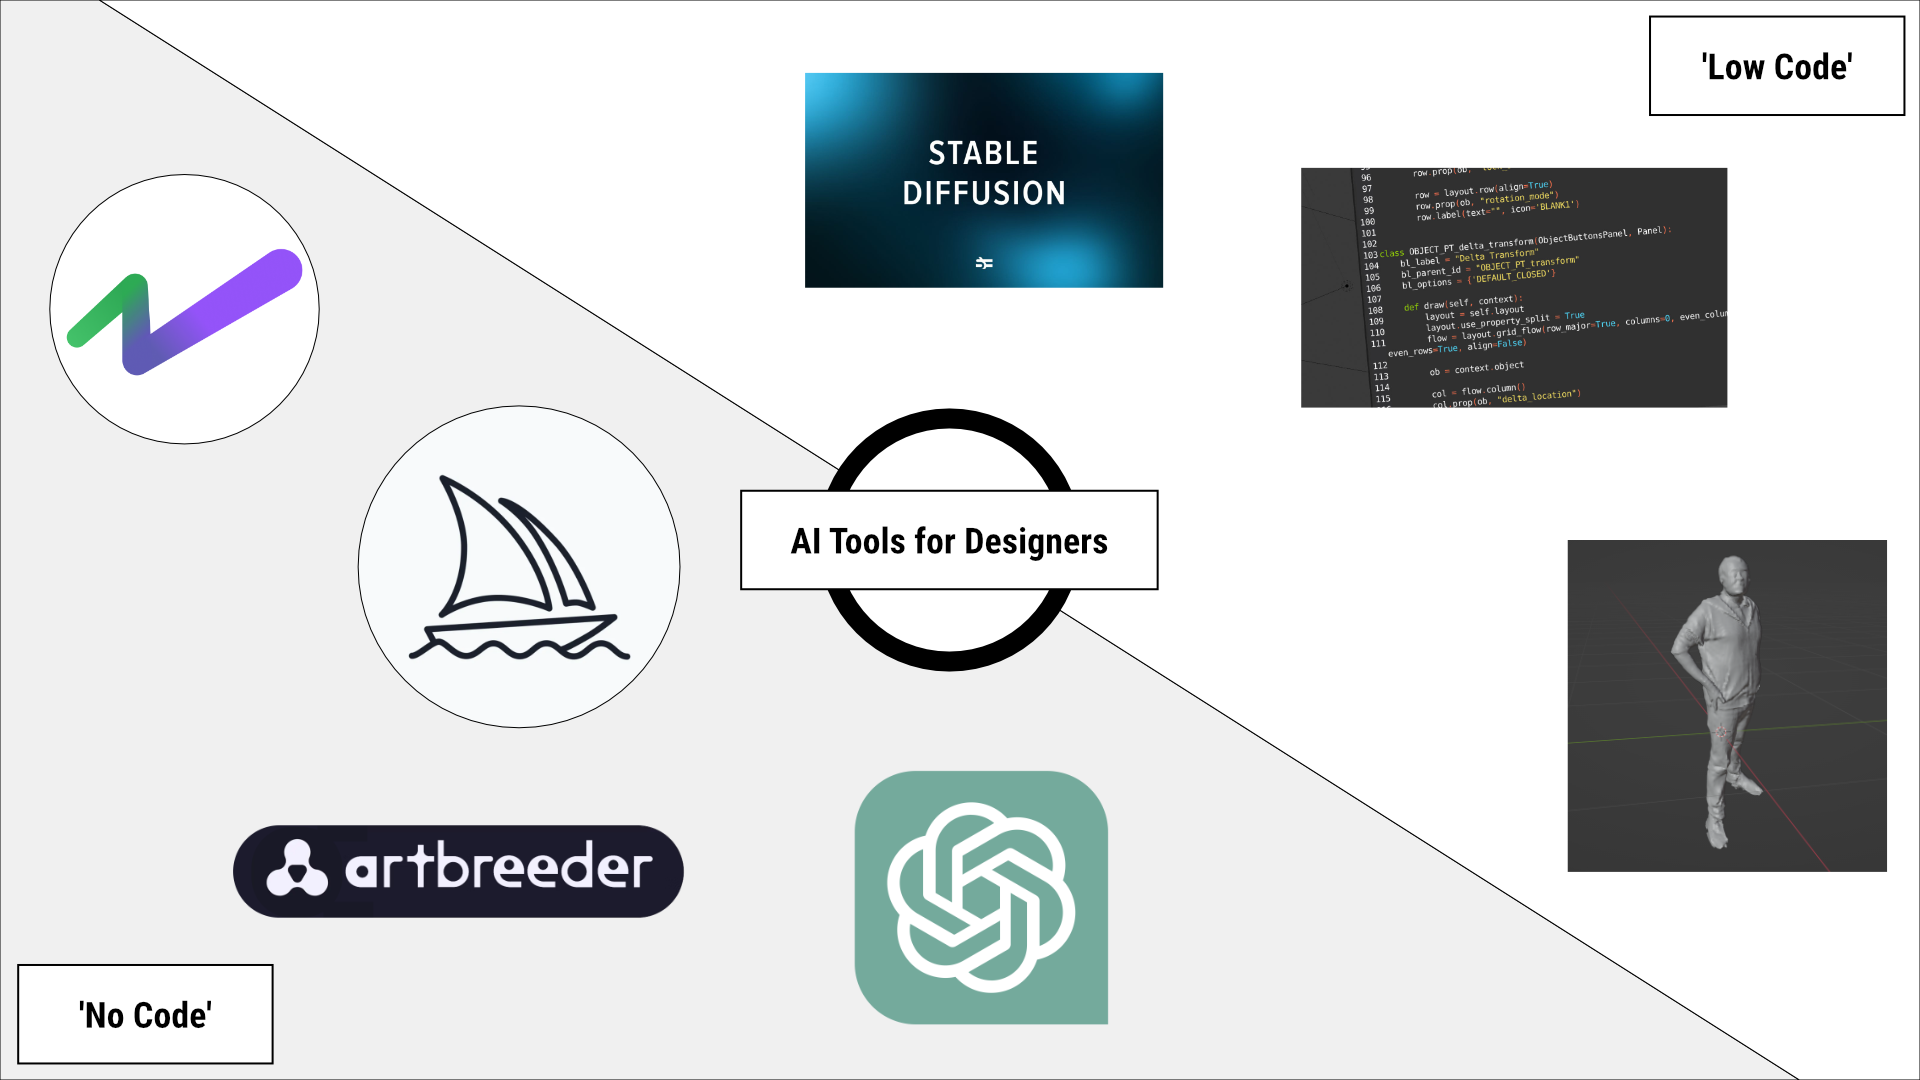 'Low Code'
STABLE
DIFFUSION
96 row.prop(ob,
97
98 row = layout.row(align=True)
99 row.prop(ob, "rotation_mode")
100 row.label(text="", icon='BLANK1')
101
102
103 class OBJECT_PT_delta_transform(ObjectButtonsPanel, Panel):
104 bl_label = "Delta Transform"
105 bl_parent_id = "OBJECT_PT_transform"
106 bl_options = {'DEFAULT_CLOSED'}
107
108 def draw(self, context):
109 layout = self.layout
110 layout.use_property_split = True
111 flow = layout.grid_flow(row_major=True, columns=0, even_colum
even_rows=True, align=False)
112
113 ob = context.object
114
115 col = flow.column()
col.prop(ob, "delta_location")
AI Tools for Designers
artbreeder
'No Code'